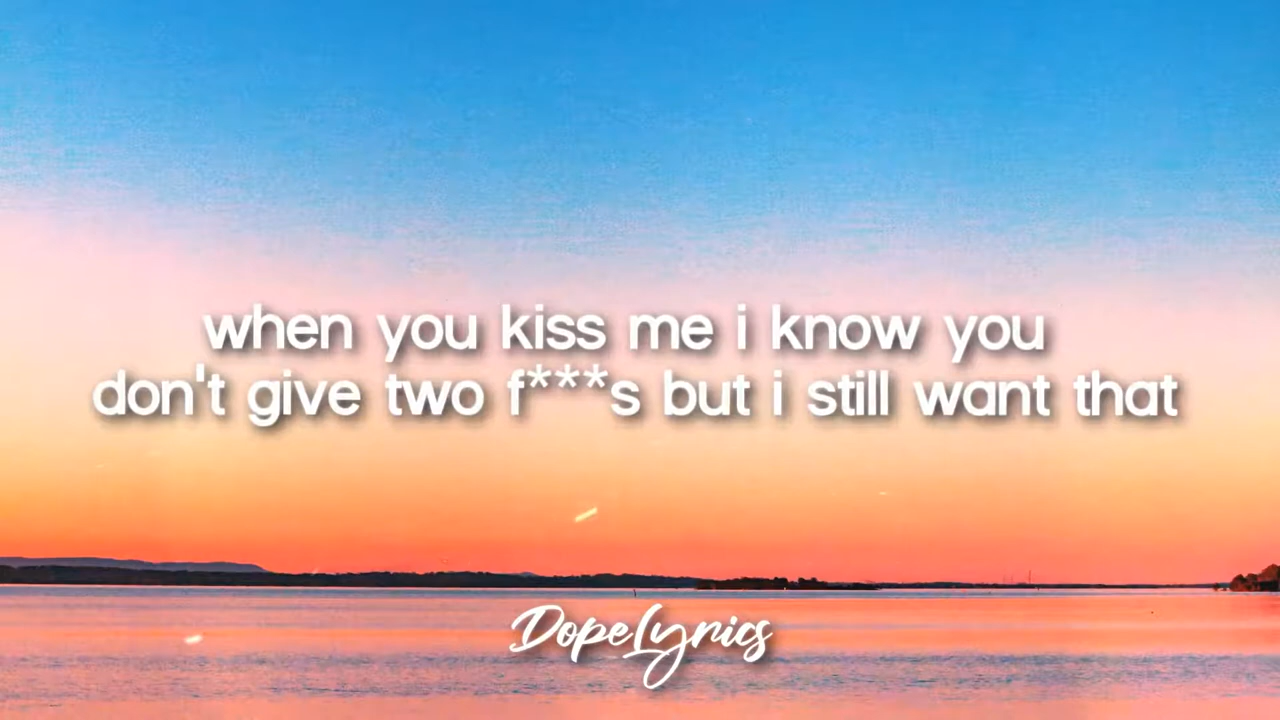 when you kiss me i know you
don't give two f***s but i still want that
DopeLyrics